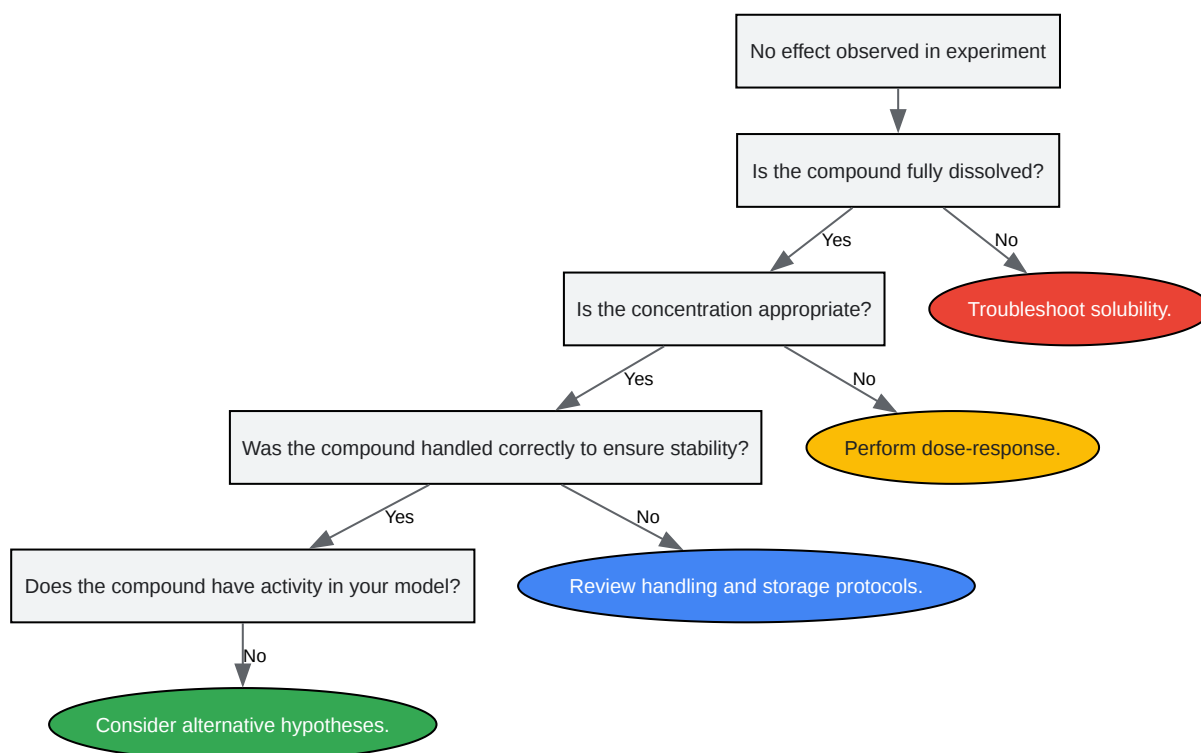 No effect observed in experiment
Is the compound fully dissolved?
Yes
No
Is the concentration appropriate?
Troubleshoot solubility.
Yes
No
Was the compound handled correctly to ensure stability?
Perform dose-response.
Yes
No
Does the compound have activity in your model?
Review handling and storage protocols.
No
Consider alternative hypotheses.